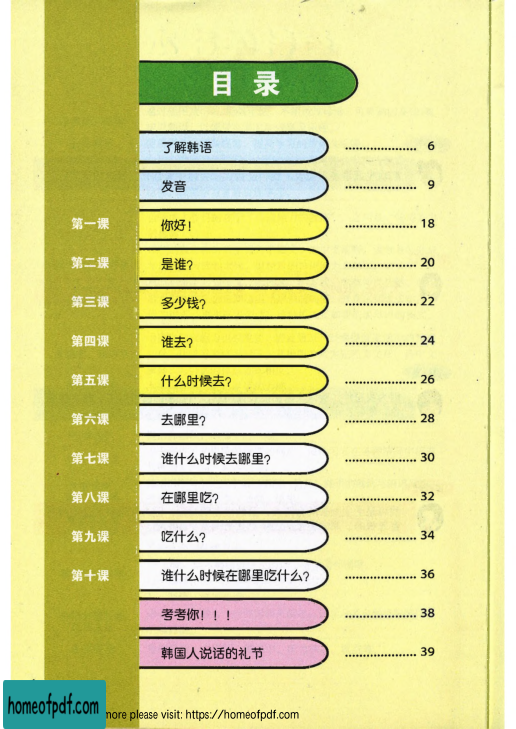 目 录
了解韩语 .................. 6
发音 .................. 9
第一课 你好! .................. 18
第二课 是谁? .................. 20
第三课 多少钱? .................. 22
第四课 谁去? .................. 24
第五课 什么时候去? .................. 26
第六课 去哪里? .................. 28
第七课 谁什么时候去哪里? .................. 30
第八课 在哪里吃? .................. 32
第九课 吃什么? .................. 34
第十课 谁什么时候在哪里吃什么? .................. 36
考考你! ! ! .................. 38
韩国人说话的礼节 .................. 39
homeofpdf.com
more please visit: https://homeofpdf.com